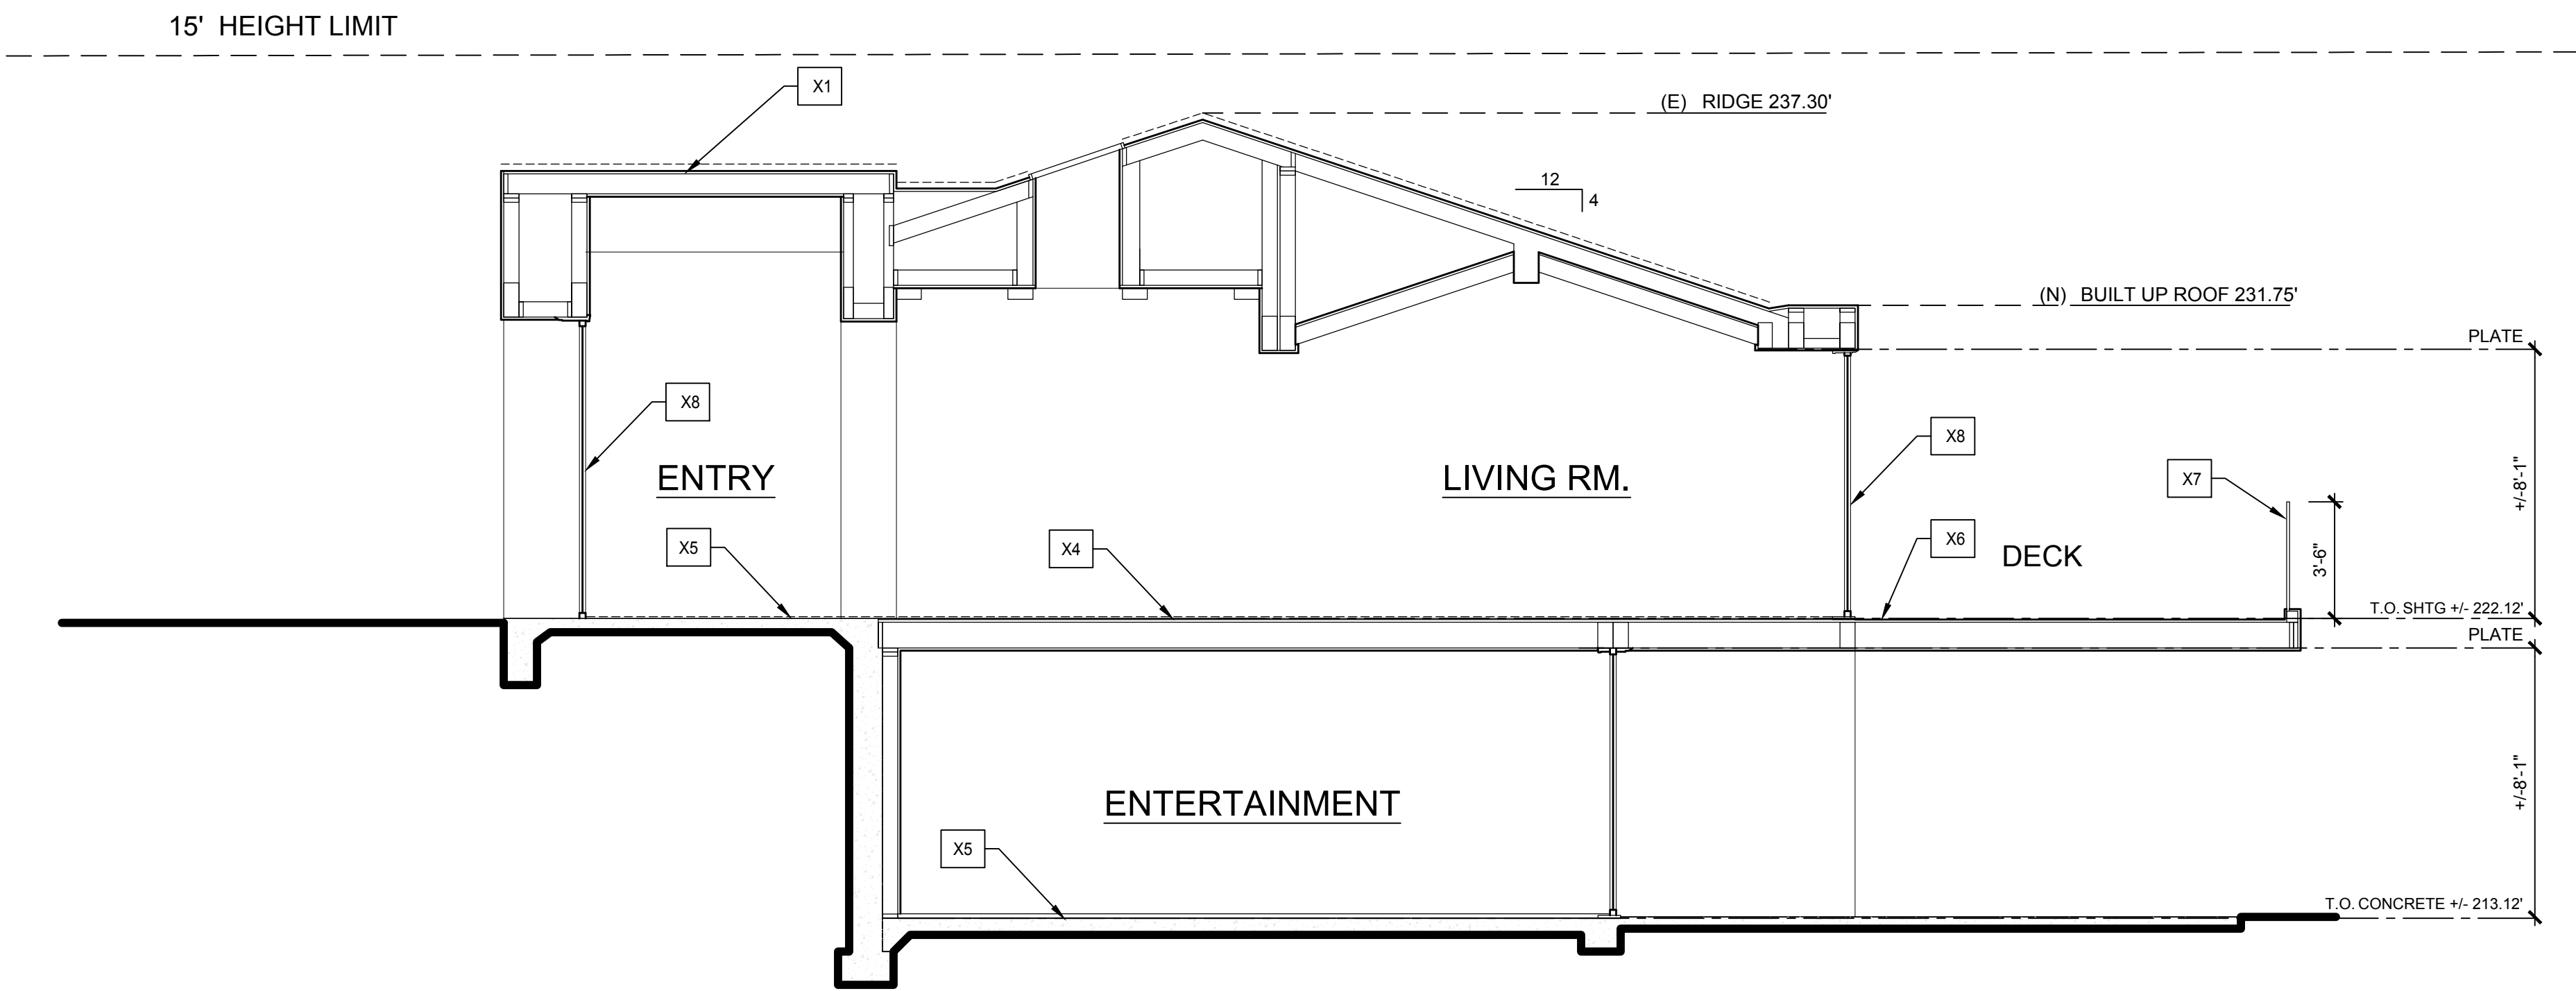 15' HEIGHT LIMIT
X1
(E) RIDGE 237.30'
12
4
(N) BUILT UP ROOF 231.75'
PLATE
X8
X8
ENTRY
LIVING RM.
X7
+/-8'-1"
X5
X4
X6
DECK
3'-6"
T.O. SHTG +/- 222.12'
PLATE
ENTERTAINMENT
+/-8'-1"
X5
T.O. CONCRETE +/- 213.12'